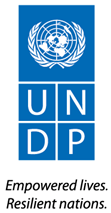 U N
D P
Empowered lives.
Resilient nations.